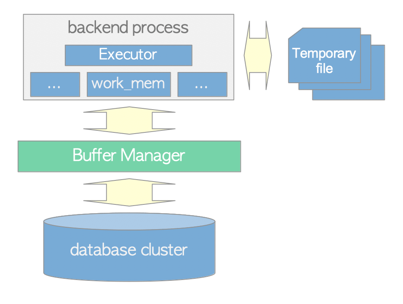 backend process
Executor
...
work_mem
...
Temporary
file
Buffer Manager
database cluster